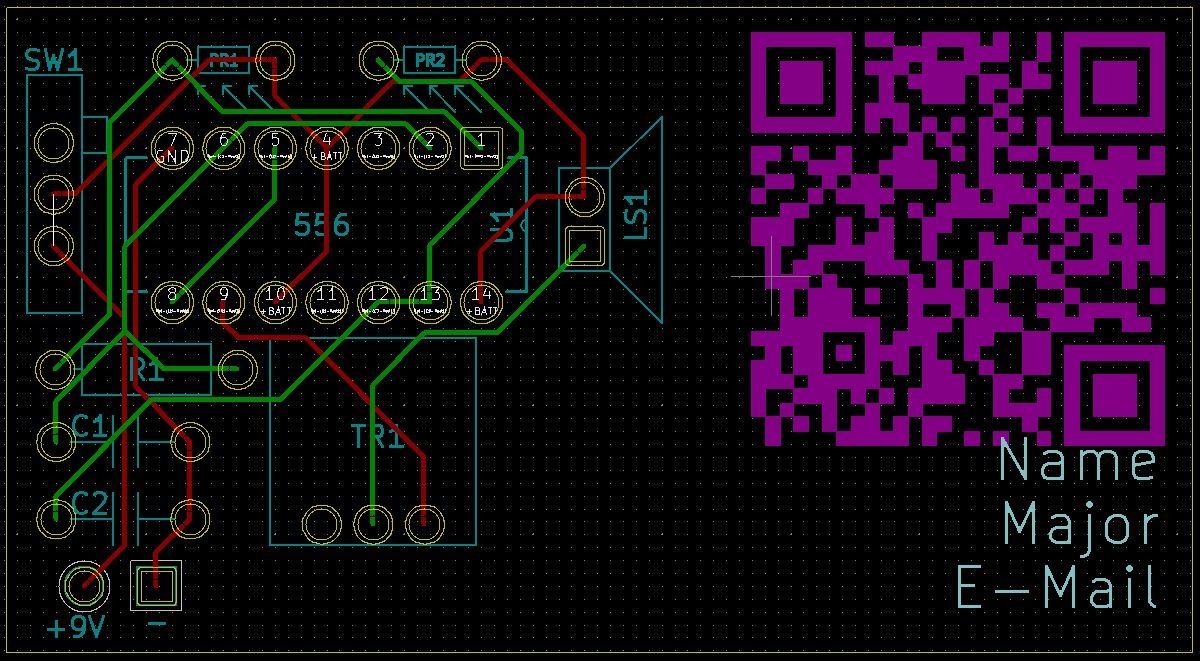 SW1
PR1
PR2
7
6
5
4
3
2
1
GND
+BATT
556
U1
LS1
8
9
10
11
12
13
14
+BATT
+BATT
R1
C1
TR1
C2
+9V
−
Name
Major
E-Mail